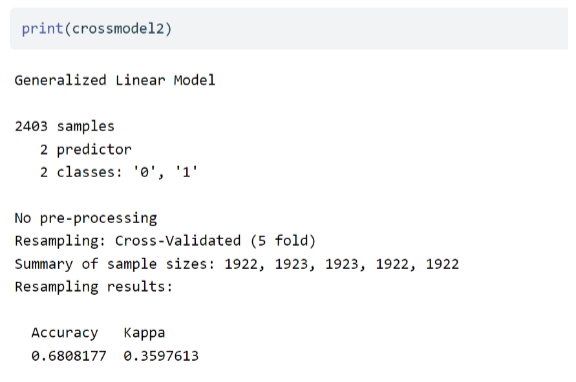 print(crossmodel2)
Generalized Linear Model
2403 samples
2 predictor
2 classes: '0', '1'
No pre-processing
Resampling: Cross-Validated (5 fold)
Summary of sample sizes: 1922, 1923, 1923, 1922, 1922
Resampling results:
Accuracy Kappa
0.6808177 0.3597613